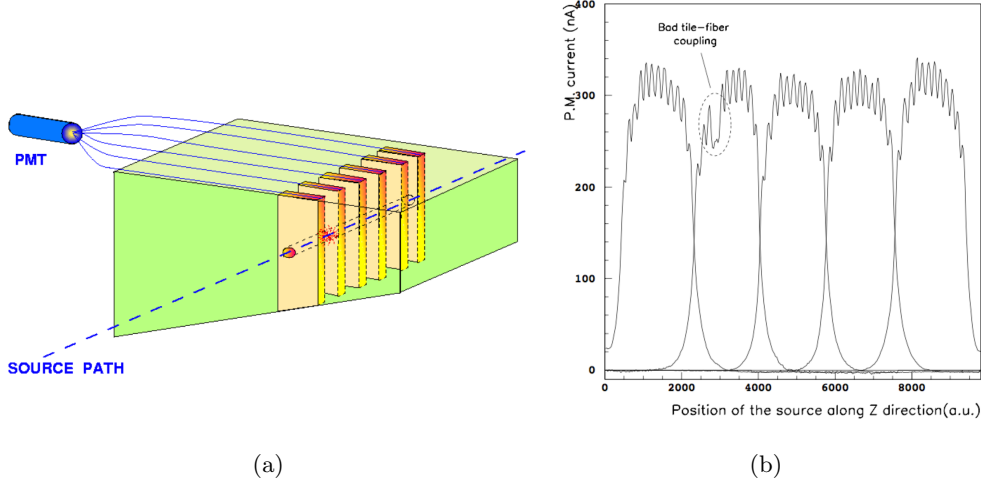 PMT
SOURCE PATH
(a)
P.M. current (nA)
400
300
200
100
0
Bad tile-fiber
coupling
0 2000 4000 6000 8000
Position of the source along Z direction(a.u.)
(b)